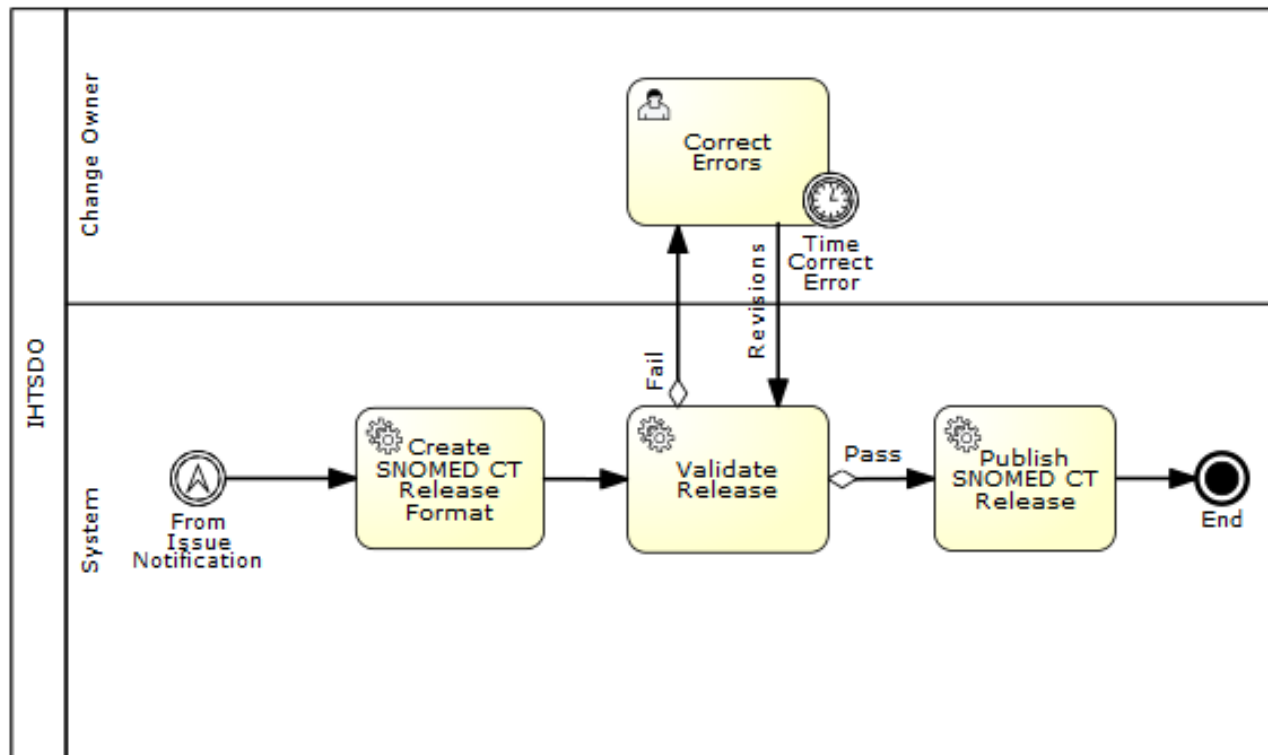 IHTSDO
Change Owner
Correct
Errors
Time
Correct
Error
Revisions
Fail
System
From
Issue
Notification
Create
SNOMED CT
Release
Format
Validate
Release
Pass
Publish
SNOMED CT
Release
End